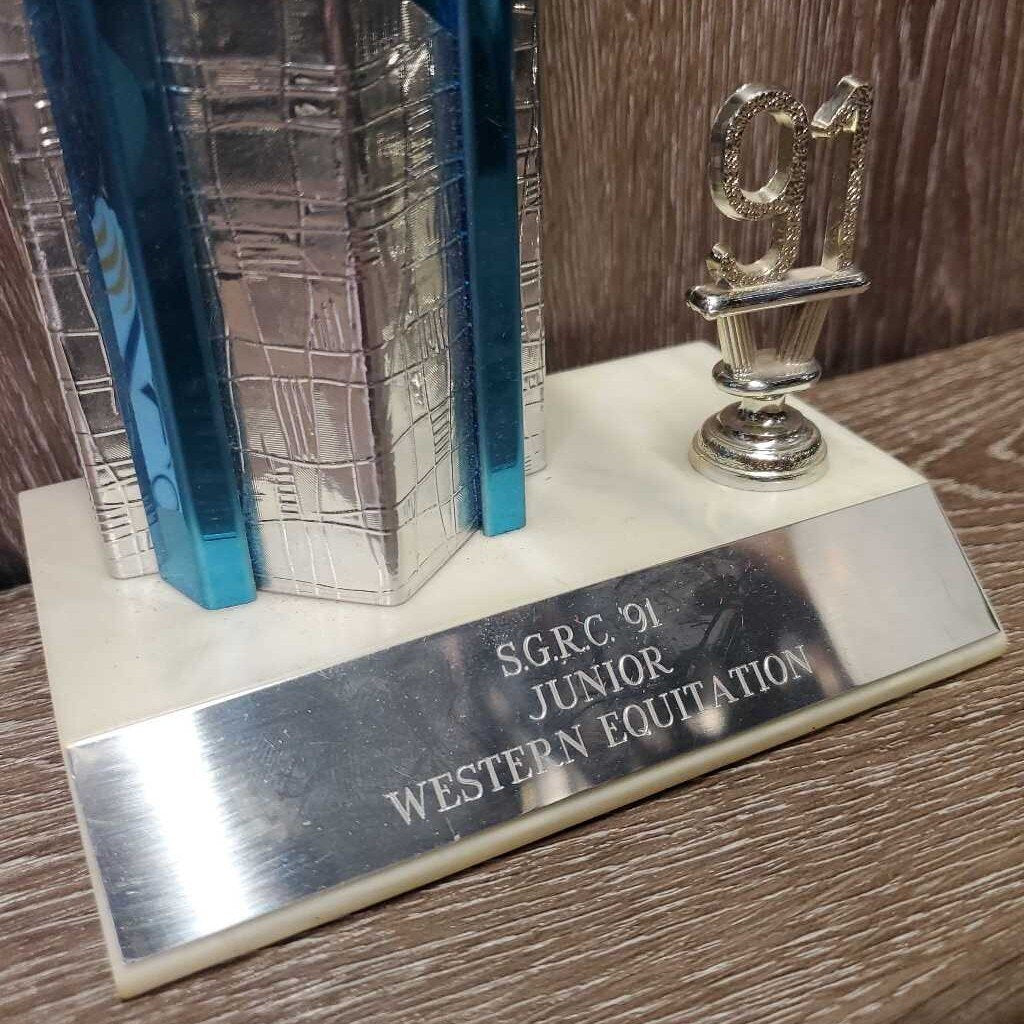 91
S.G.R.C. '91
JUNIOR
WESTERN EQUITATION